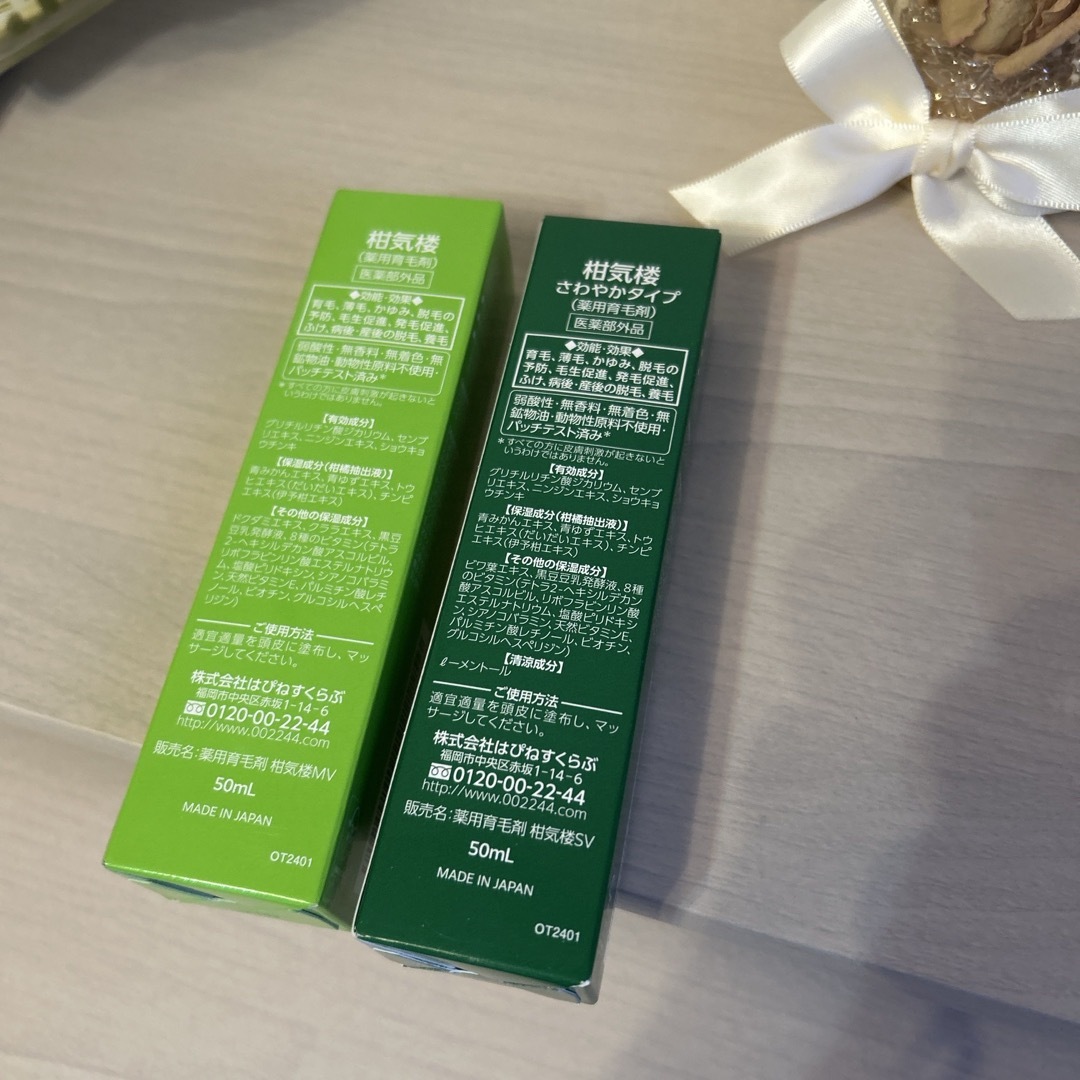 柑気楼
(薬用育毛剤)
医薬部外品
◆効能・効果◆
育毛、薄毛、かゆみ、脱毛の
予防、毛生促進、発毛促進、
ふけ、病後・産後の脱毛、養毛
弱酸性・無香料・無着色・無
鉱物油・動物性原料不使用・
パッチテスト済み*
*すべての方に皮膚刺激が起きないと
いうわけではありません。
【有効成分】
グリチルリチン酸ジカリウム、センブ
リエキス、ニンジンエキス、ショウキョ
ウチンキ
【保湿成分(柑橘抽出液)】
青みかんエキス、青ゆずエキス、トウ
ヒエキス(だいだいエキス)、チンピ
エキス(伊予柑エキス)
【その他の保湿成分】
ドクダミエキス、クララエキス、黒豆
豆乳発酵液、8種のビタミン(テトラ
2-ヘキシルデカン酸アスコルビル、
リボフラビンリン酸エステルナトリウ
ム、塩酸ピリドキシン、シアノコバラミ
ン、天然ビタミンE、パルミチン酸レチ
ノール、ビオチン、グルコシルヘスペ
リジン)
ご使用方法
適宜適量を頭皮に塗布し、マッ
サージしてください。
株式会社はぴねすくらぶ
福岡市中央区赤坂1-14-6
0120-00-22-44
http://www.002244.com
販売名:薬用育毛剤 柑気楼MV
50mL
MADE IN JAPAN
OT2401
柑気楼
さわやかタイプ
(薬用育毛剤)
医薬部外品
◆効能・効果◆
育毛、薄毛、かゆみ、脱毛の
予防、毛生促進、発毛促進、
ふけ、病後・産後の脱毛、養毛
弱酸性・無香料・無着色・無
鉱物油・動物性原料不使用・
パッチテスト済み*
*すべての方に皮膚刺激が起きないと
いうわけではありません。
【有効成分】
グリチルリチン酸ジカリウム、センブ
リエキス、ニンジンエキス、ショウキョ
ウチンキ
【保湿成分(柑橘抽出液)】
青みかんエキス、青ゆずエキス、トウ
ヒエキス(だいだいエキス)、チンピ
エキス(伊予柑エキス)
【その他の保湿成分】
ビワ葉エキス、黒豆豆乳発酵液、8種
のビタミン(テトラ2-ヘキシルデカン
酸アスコルビル、リボフラビンリン酸
エステルナトリウム、塩酸ピリドキシ
ン、シアノコバラミン、天然ビタミンE、
パルミチン酸レチノール、ビオチン、
グルコシルヘスペリジン)
【清涼成分】
ℓーメントール
ご使用方法
適宜適量を頭皮に塗布し、マッ
サージしてください。
株式会社はぴねすくらぶ
福岡市中央区赤坂1-14-6
0120-00-22-44
http://www.002244.com
販売名:薬用育毛剤 柑気楼SV
50mL
MADE IN JAPAN
OT2401